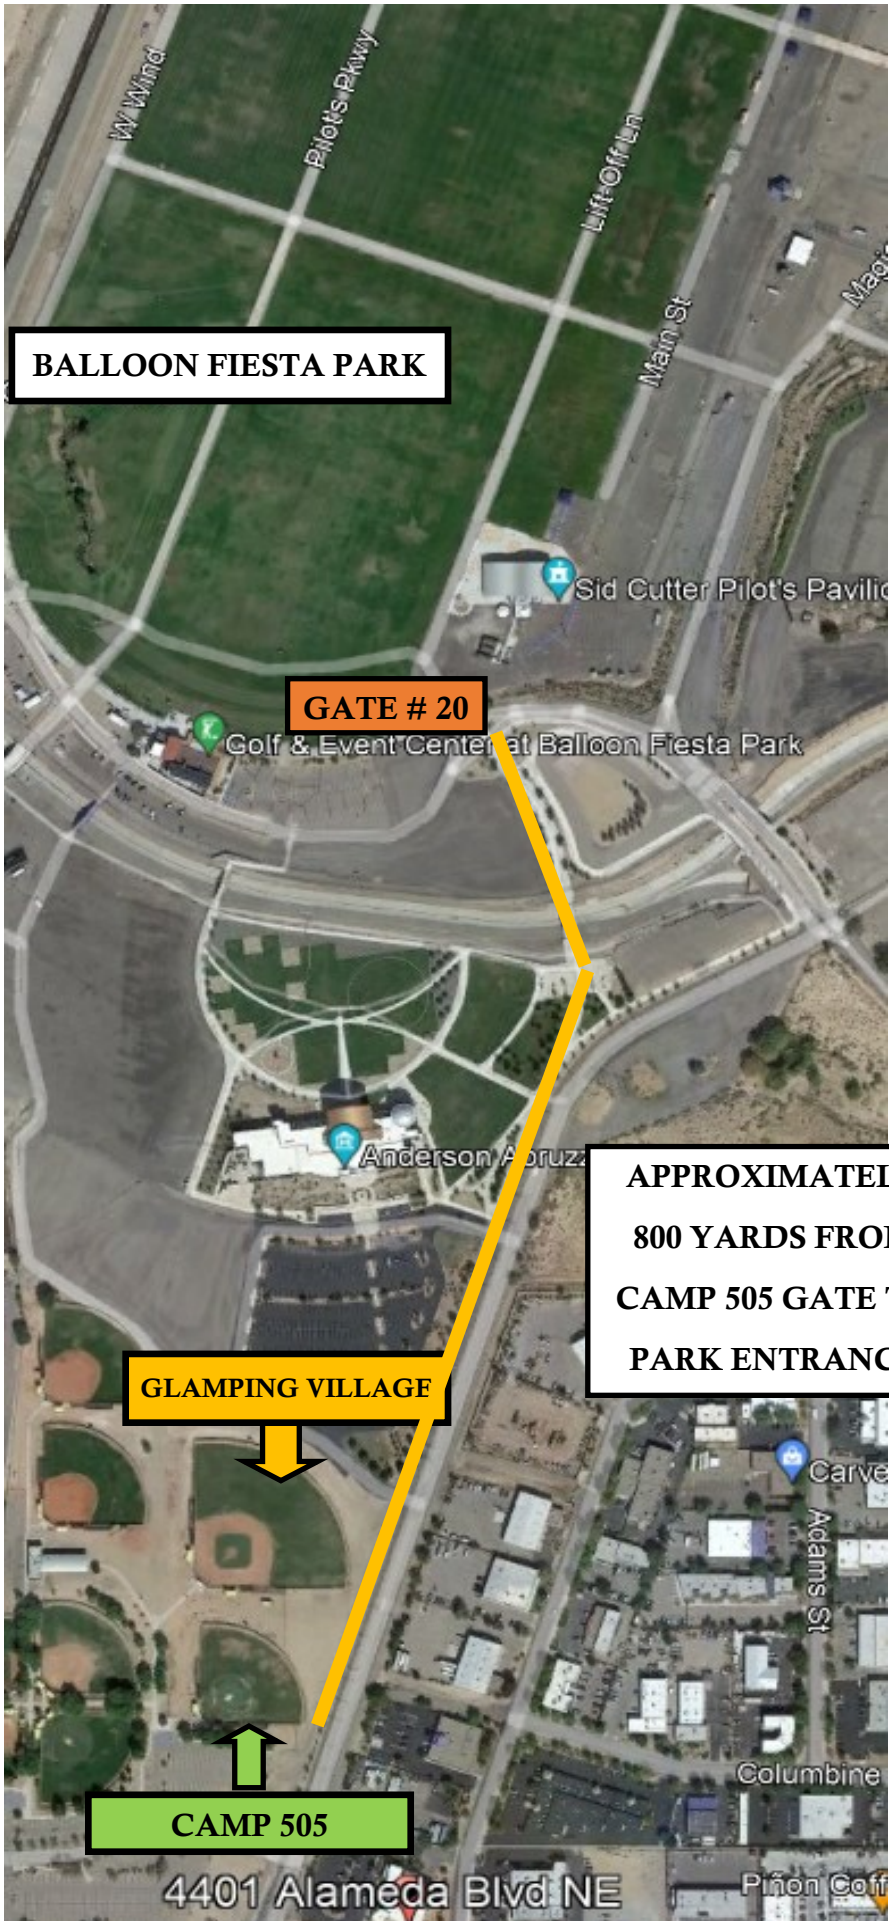 W Wind
Pilot's Pkwy
Lift-Off Ln
Main St
BALLOON FIESTA PARK
Sid Cutter Pilot's
GATE # 20
Golf & Event Center at Balloon Fiesta Park
Anderson
APPROXIMATEL
800 YARDS FRO
CAMP 505 GATE
PARK ENTRANC
GLAMPING VILLAGE
Carve
Adams St
Columbine
CAMP 505
4401 Alameda Blvd NE
Piñon Coff